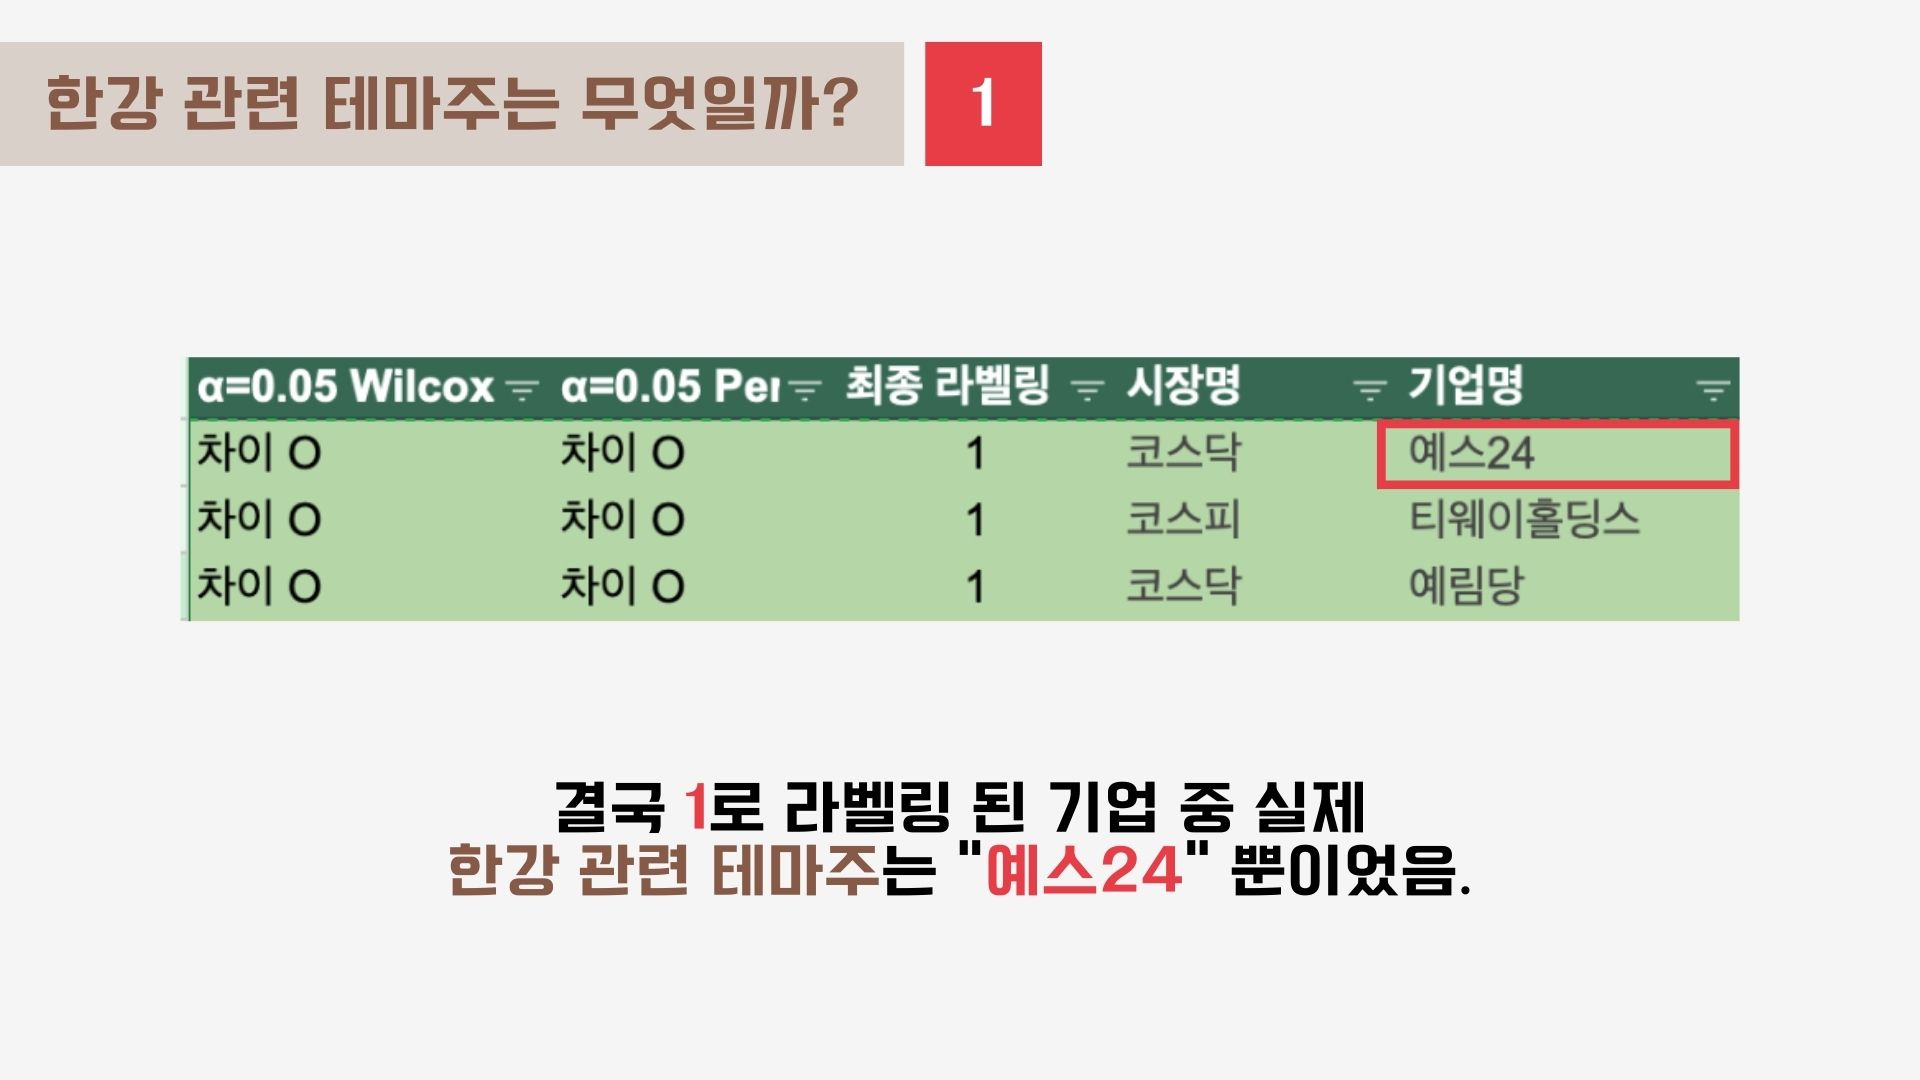 한강 관련 테마주는 무엇일까? 1
α=0.05 Wilcox α=0.05 Per 최종 라벨링 시장명 기업명
차이 O 차이 O 1 코스닥 예스24
차이 O 차이 O 1 코스피 티웨이홀딩스
차이 O 차이 O 1 코스닥 예림당
결국 1로 라벨링 된 기업 중 실제
한강 관련 테마주는 "예스24" 뿐이었음.